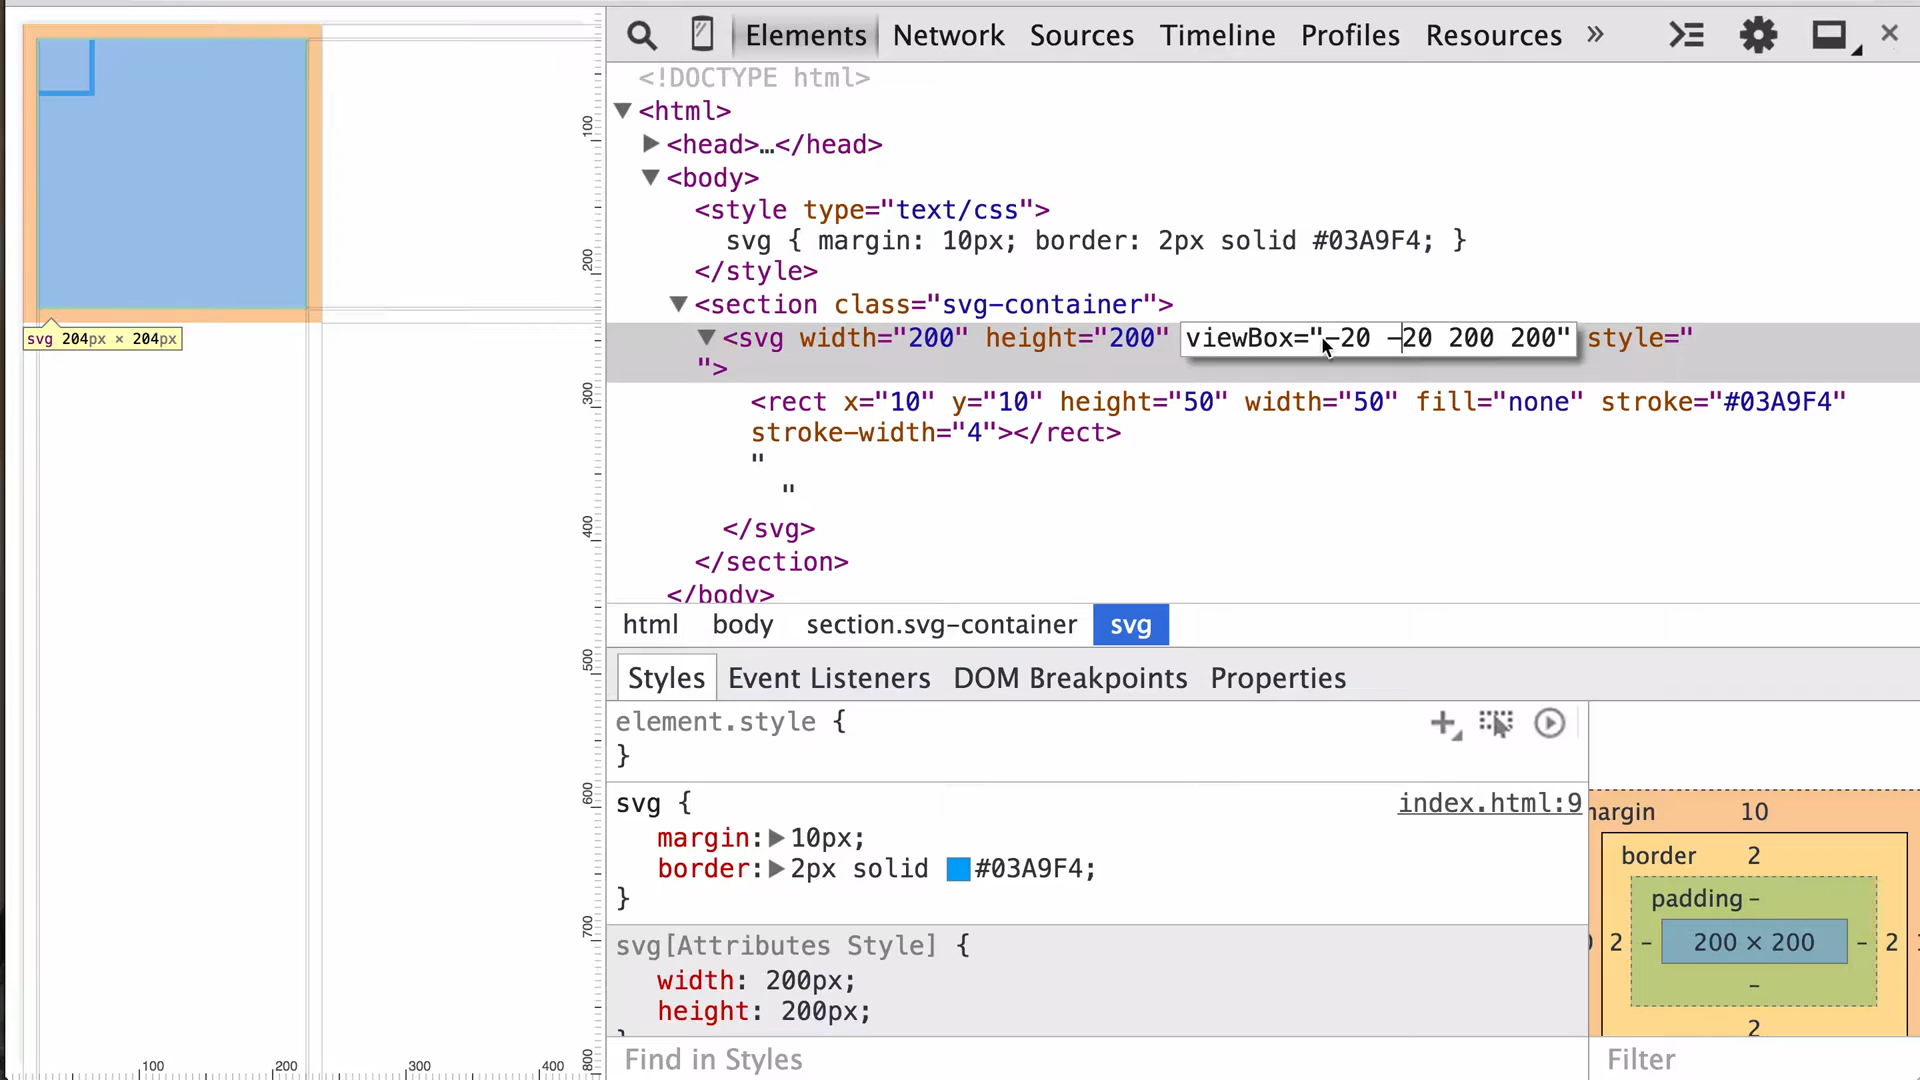 Elements Network Sources Timeline Profiles Resources »
<!DOCTYPE html>
<html>
<head>…</head>
<body>
<style type="text/css">
svg { margin: 10px; border: 2px solid #03A9F4; }
</style>
<section class="svg-container">
<svg width="200" height="200" viewBox="-20 -20 200 200" style="
">
<rect x="10" y="10" height="50" width="50" fill="none" stroke="#03A9F4"
stroke-width="4"></rect>
"
"
</svg>
</section>
</body>
html body section.svg-container svg
Styles Event Listeners DOM Breakpoints Properties
element.style {
}
svg {
index.html:9
margin: 10px;
border: 2px solid #03A9F4;
}
svg[Attributes Style] {
width: 200px;
height: 200px;
Find in Styles
margin 10
border 2
padding -
2 - 200 × 200 - 2
-
2
Filter
svg 204px × 204px
100
200
300
400
500
600
700
800
100 200 300 400